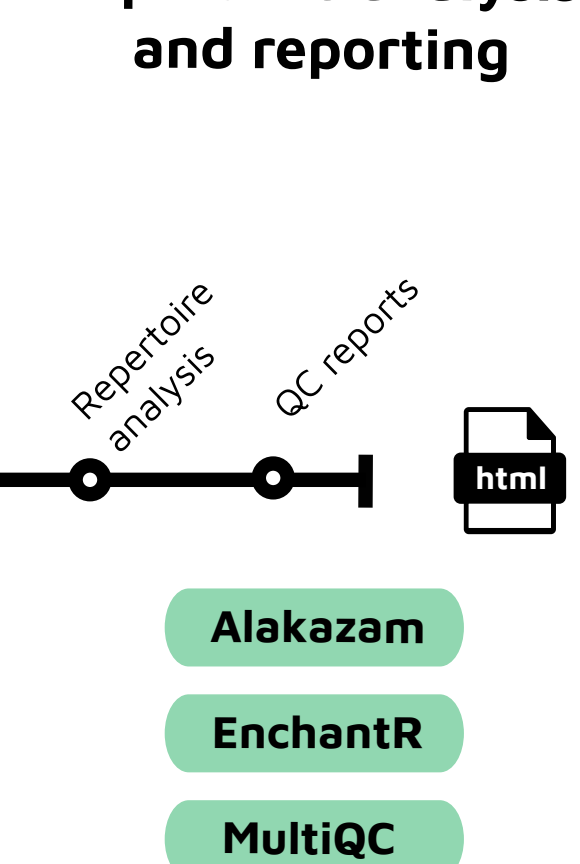 and reporting
Repertoire
analysis
QC reports
html
Alakazam
EnchantR
MultiQC